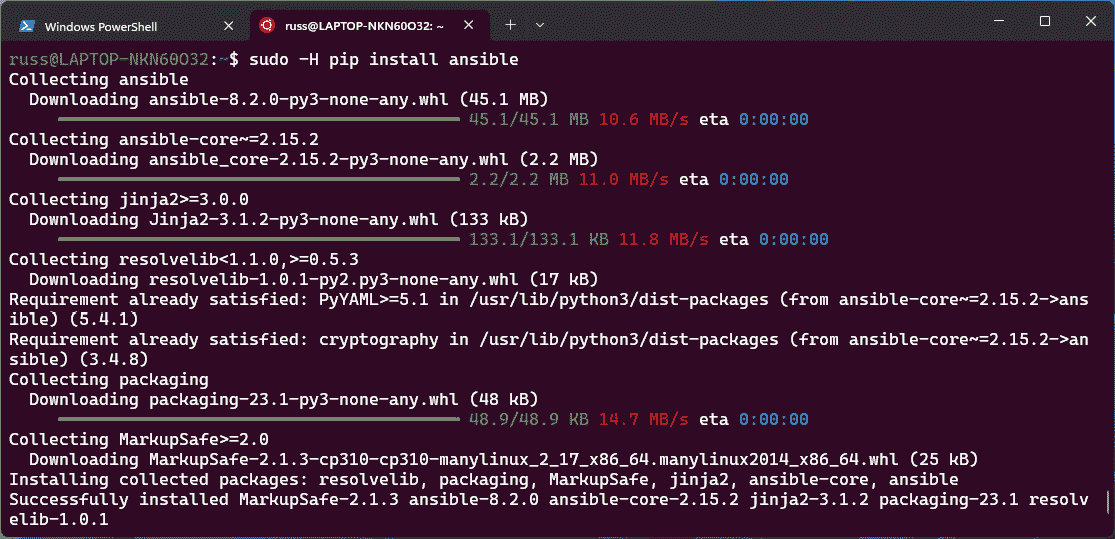 Windows PowerShell
russ@LAPTOP-NKN60O32: ~
russ@LAPTOP-NKN60O32:~$ sudo -H pip install ansible
Collecting ansible
  Downloading ansible-8.2.0-py3-none-any.whl (45.1 MB)
45.1/45.1 MB 10.6 MB/s eta 0:00:00
Collecting ansible-core~=2.15.2
  Downloading ansible_core-2.15.2-py3-none-any.whl (2.2 MB)
2.2/2.2 MB 11.0 MB/s eta 0:00:00
Collecting jinja2>=3.0.0
  Downloading Jinja2-3.1.2-py3-none-any.whl (133 kB)
133.1/133.1 KB 11.8 MB/s eta 0:00:00
Collecting resolvelib<1.1.0,>=0.5.3
  Downloading resolvelib-1.0.1-py2.py3-none-any.whl (17 kB)
Requirement already satisfied: PyYAML>=5.1 in /usr/lib/python3/dist-packages (from ansible-core~=2.15.2->ans
ible) (5.4.1)
Requirement already satisfied: cryptography in /usr/lib/python3/dist-packages (from ansible-core~=2.15.2->an
sible) (3.4.8)
Collecting packaging
  Downloading packaging-23.1-py3-none-any.whl (48 kB)
48.9/48.9 KB 14.7 MB/s eta 0:00:00
Collecting MarkupSafe>=2.0
  Downloading MarkupSafe-2.1.3-cp310-cp310-manylinux_2_17_x86_64.manylinux2014_x86_64.whl (25 kB)
Installing collected packages: resolvelib, packaging, MarkupSafe, jinja2, ansible-core, ansible
Successfully installed MarkupSafe-2.1.3 ansible-8.2.0 ansible-core-2.15.2 jinja2-3.1.2 packaging-23.1 resolv
elib-1.0.1